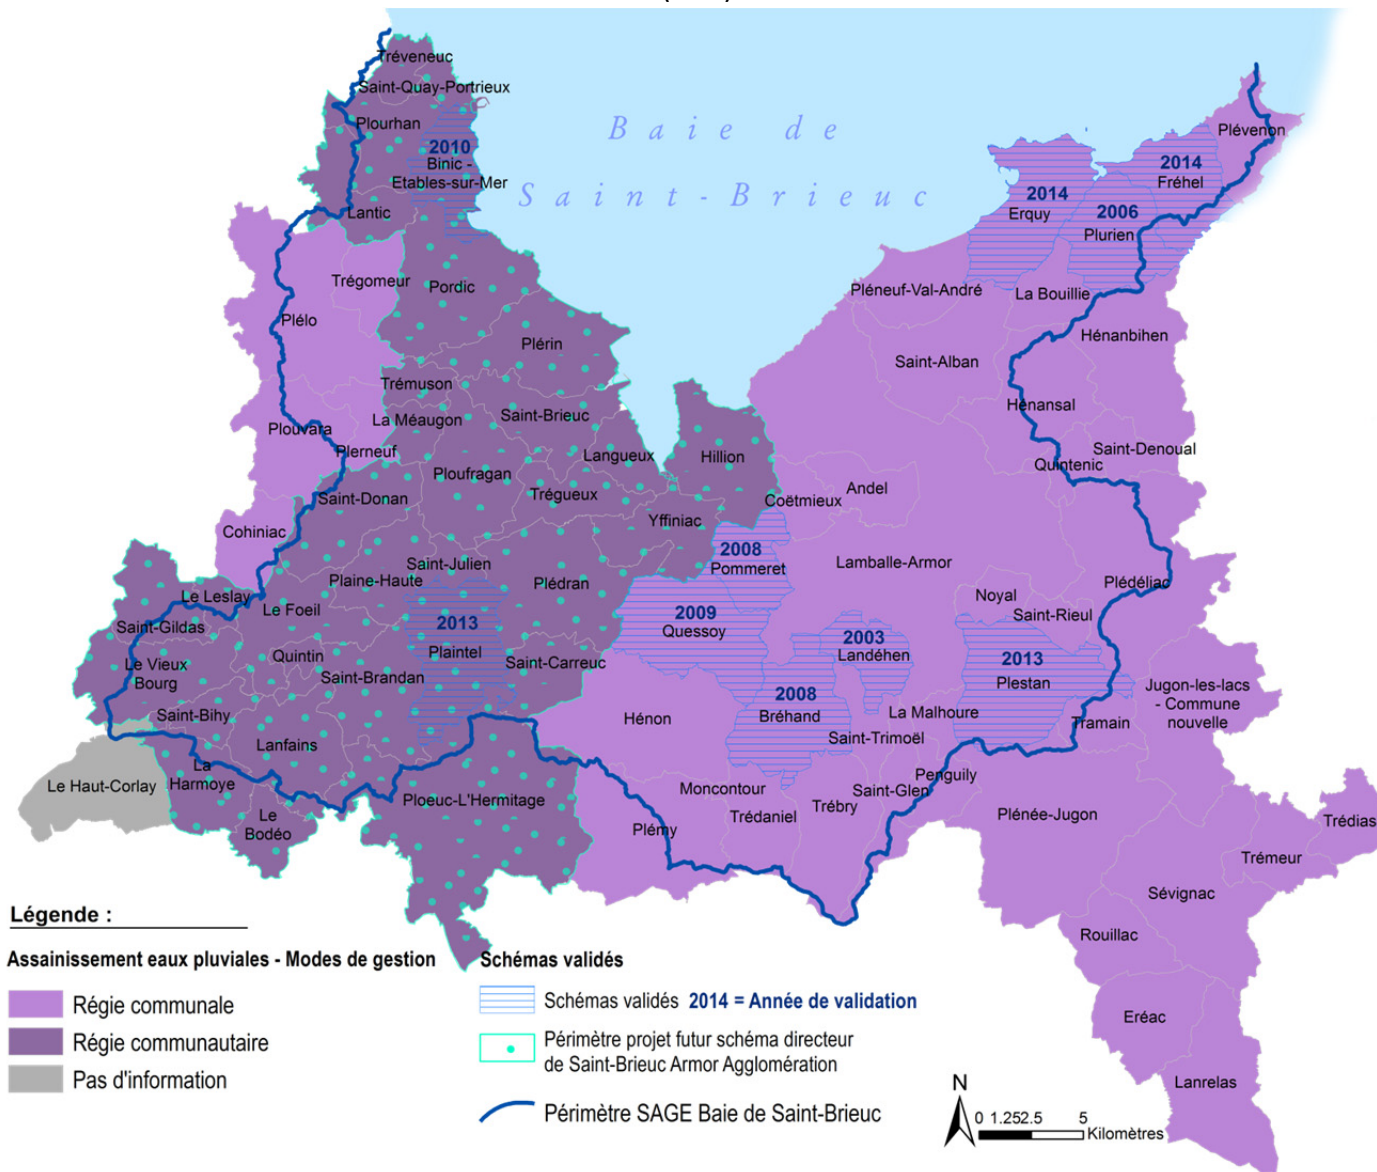 Tréveneuc
Saint-Quay-Portrieux
Plourhan
2010
Binic -
Etables-sur-Mer
Lantic
Baie de
Saint-Brieuc
Plévenon
2014
Fréhel
2014
Erquy
2006
Plurien
Trégomeur
Pordic
Plélo
Plérin
Pléneuf-Val-André
La Bouillie
Hénanbihen
Saint-Alban
Trémuson
La Méaugon
Saint-Brieuc
Hénansal
Plouvara
Plerneuf
Langueux
Hillion
Saint-Denoual
Quintenic
Ploufragan
Saint-Donan
Trégueux
Andel
Coëtmieux
Yffiniac
Cohiniac
2008
Pommeret
Saint-Julien
Lamballe-Armor
Plaine-Haute
Plédran
Plédéliac
Le Leslay
Le Foeil
Noyal
Saint-Rieul
Saint-Gildas
2013
Plaintel
2009
Quessoy
2003
Landéhen
2013
Plestan
Le Vieux
Bourg
Quintin
Saint-Brandan
Saint-Carreuc
Jugon-les-lacs
- Commune
nouvelle
Saint-Bihy
Hénon
2008
Bréhand
La Malhoure
Tramain
Lanfains
Saint-Trimoël
La
Harmoye
Le Haut-Corlay
Ploeuc-L'Hermitage
Moncontour
Saint-Glen
Penguily
Le
Bodéo
Plémy
Trédaniel
Trébry
Plénée-Jugon
Trédias
Trémeur
Sévignac
Rouillac
Eréac
Lanrelas
Légende :
Assainissement eaux pluviales - Modes de gestion
Régie communale
Régie communautaire
Pas d'information
Schémas validés
Schémas validés 2014 = Année de validation
Périmètre projet futur schéma directeur
de Saint-Brieuc Armor Agglomération
Périmètre SAGE Baie de Saint-Brieuc
N
0 1.252.5 5
Kilomètres